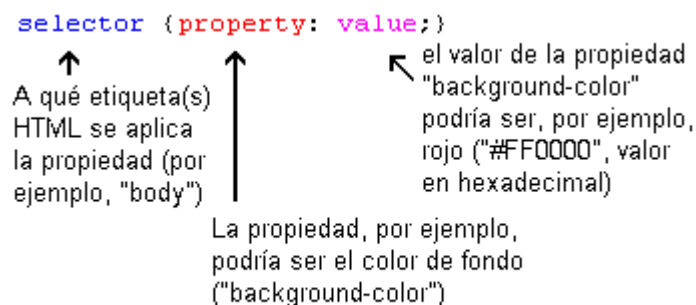 selector {property: value;}
A qué etiqueta(s)
HTML se aplica
la propiedad (por
ejemplo, "body")
La propiedad, por ejemplo,
podría ser el color de fondo
("background-color")
el valor de la propiedad
"background-color"
podría ser, por ejemplo,
rojo ("#FF0000", valor
en hexadecimal)